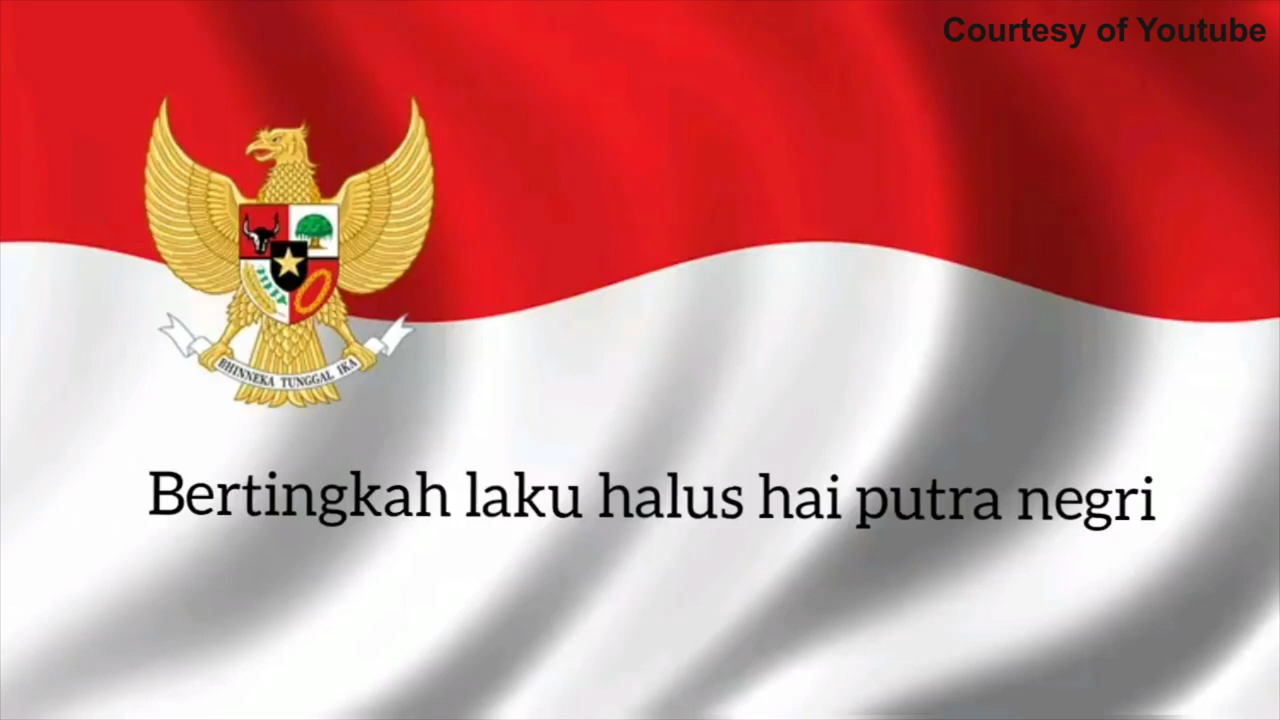 Courtesy of Youtube
BHINNEKA TUNGGAL IKA
Bertingkah laku halus hai putra negri